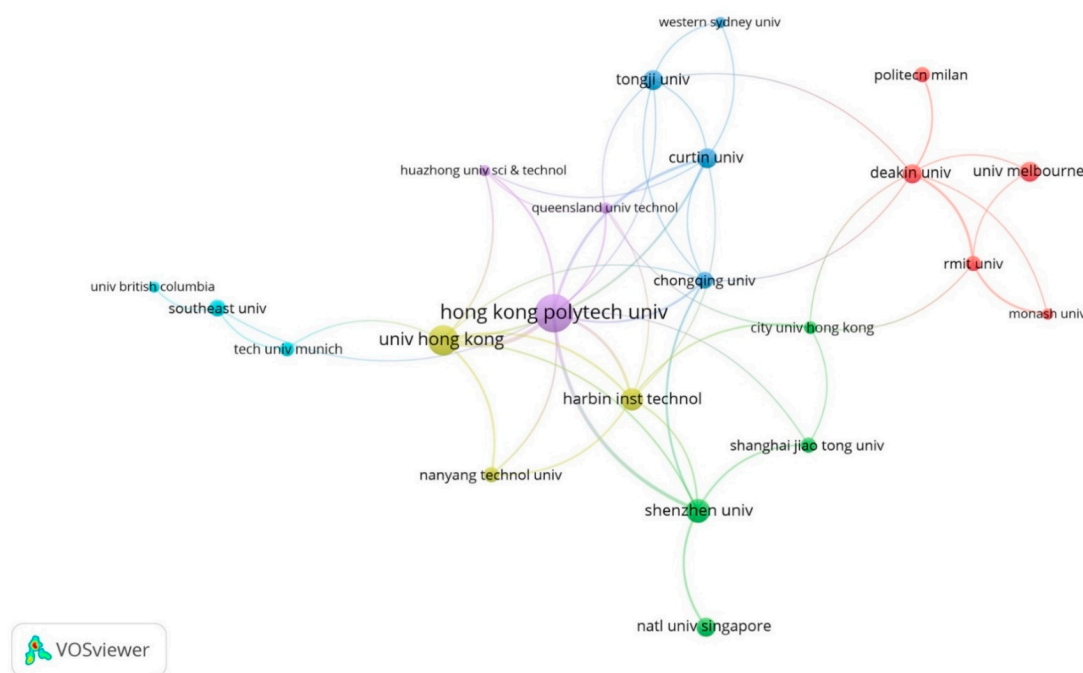 western sydney univ
tongji univ
politecn milan
curtin univ
huazhong univ sci & technol
deakin univ
univ melbourne
queensland univ technol
rmit univ
chongqing univ
univ british columbia
southeast univ
hong kong polytech univ
monash univ
city univ hong kong
univ hong kong
tech univ munich
harbin inst technol
shanghai jiao tong univ
nanyang technol univ
shenzhen univ
natl univ singapore
VOSviewer